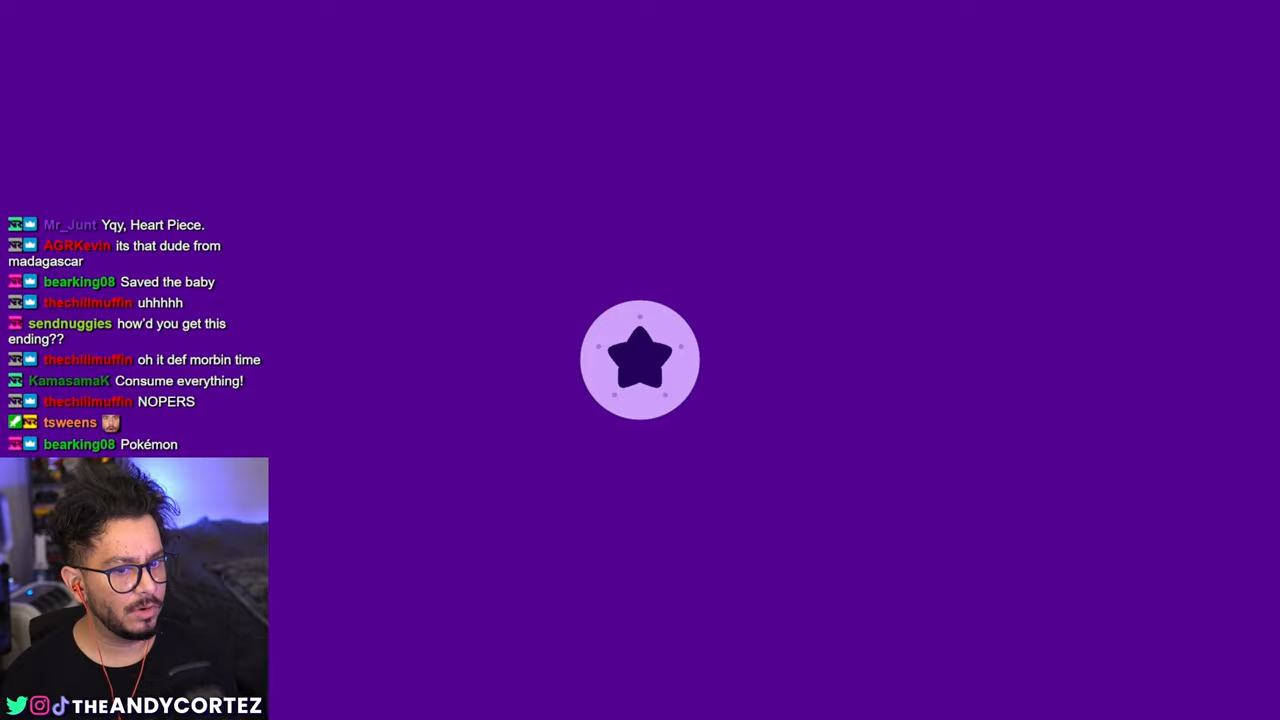 Mr_Junt Yqy, Heart Piece.
AGRKevin its that dude from
madagascar
bearking08 Saved the baby
thechillmuffin uhhhhh
sendnuggies how'd you get this
ending??
thechillmuffin oh it def morbin time
KamasamaK Consume everything!
thechillmuffin NOPERS
tsweens
bearking08 Pokémon
THEANDYCORTEZ